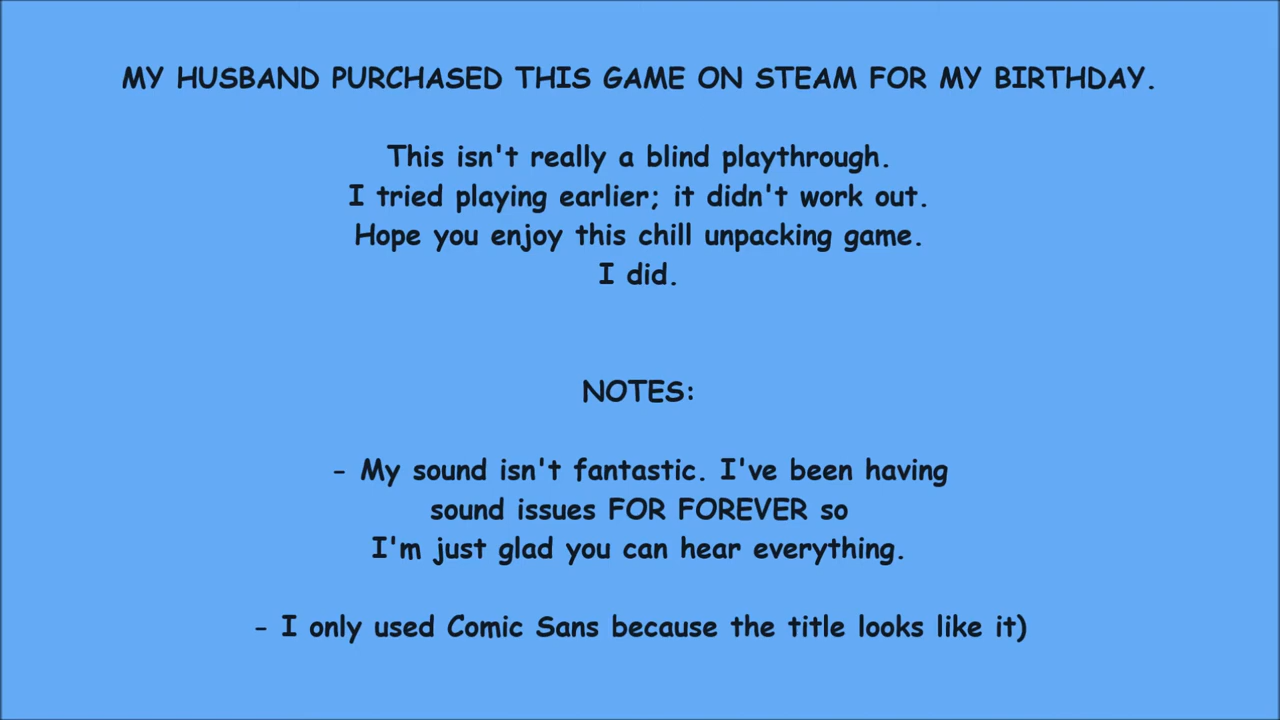 MY HUSBAND PURCHASED THIS GAME ON STEAM FOR MY BIRTHDAY.
This isn't really a blind playthrough.
I tried playing earlier; it didn't work out.
Hope you enjoy this chill unpacking game.
I did.
NOTES:
- My sound isn't fantastic. I've been having
sound issues FOR FOREVER so
I'm just glad you can hear everything.
- I only used Comic Sans because the title looks like it)